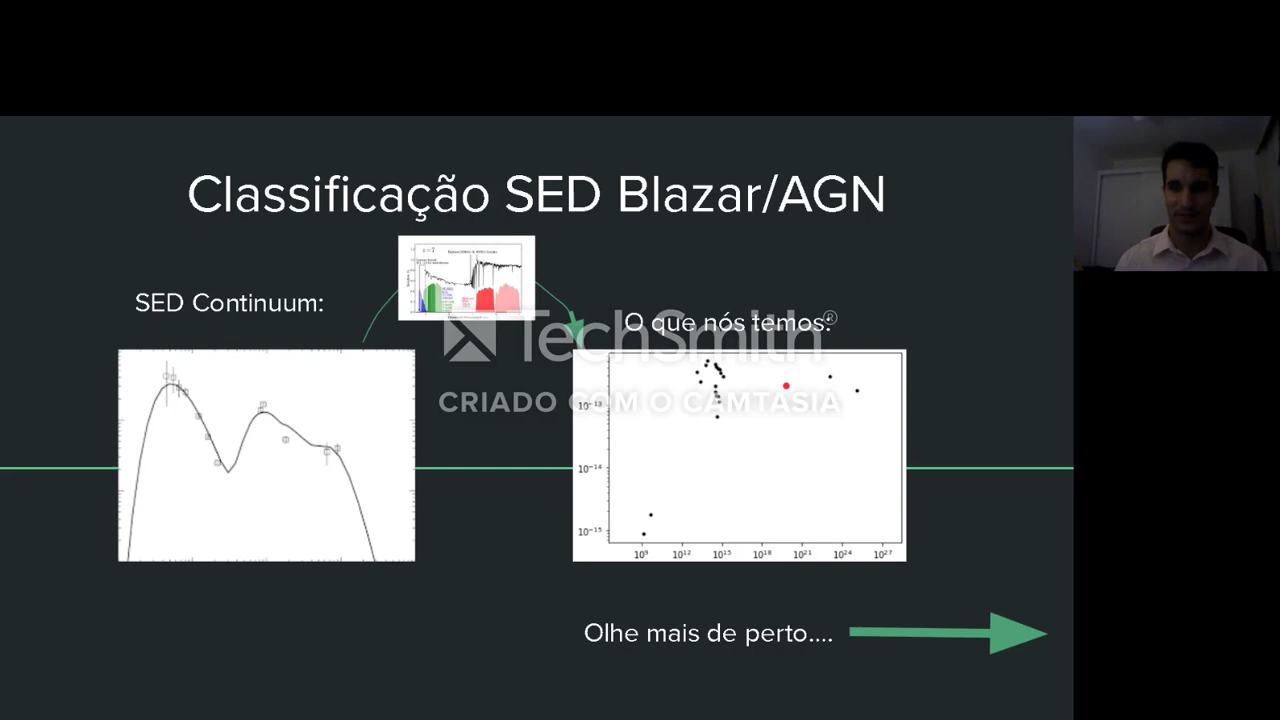 Classificação SED Blazar/AGN
z = 7
SED Continuum:
O que nós temos:
TechSmith®
CRIADO COM O CAMTASIA
10⁻¹³
10⁻¹⁴
10⁻¹⁵
10⁹ 10¹² 10¹⁵ 10¹⁸ 10²¹ 10²⁴ 10²⁷
Olhe mais de perto....